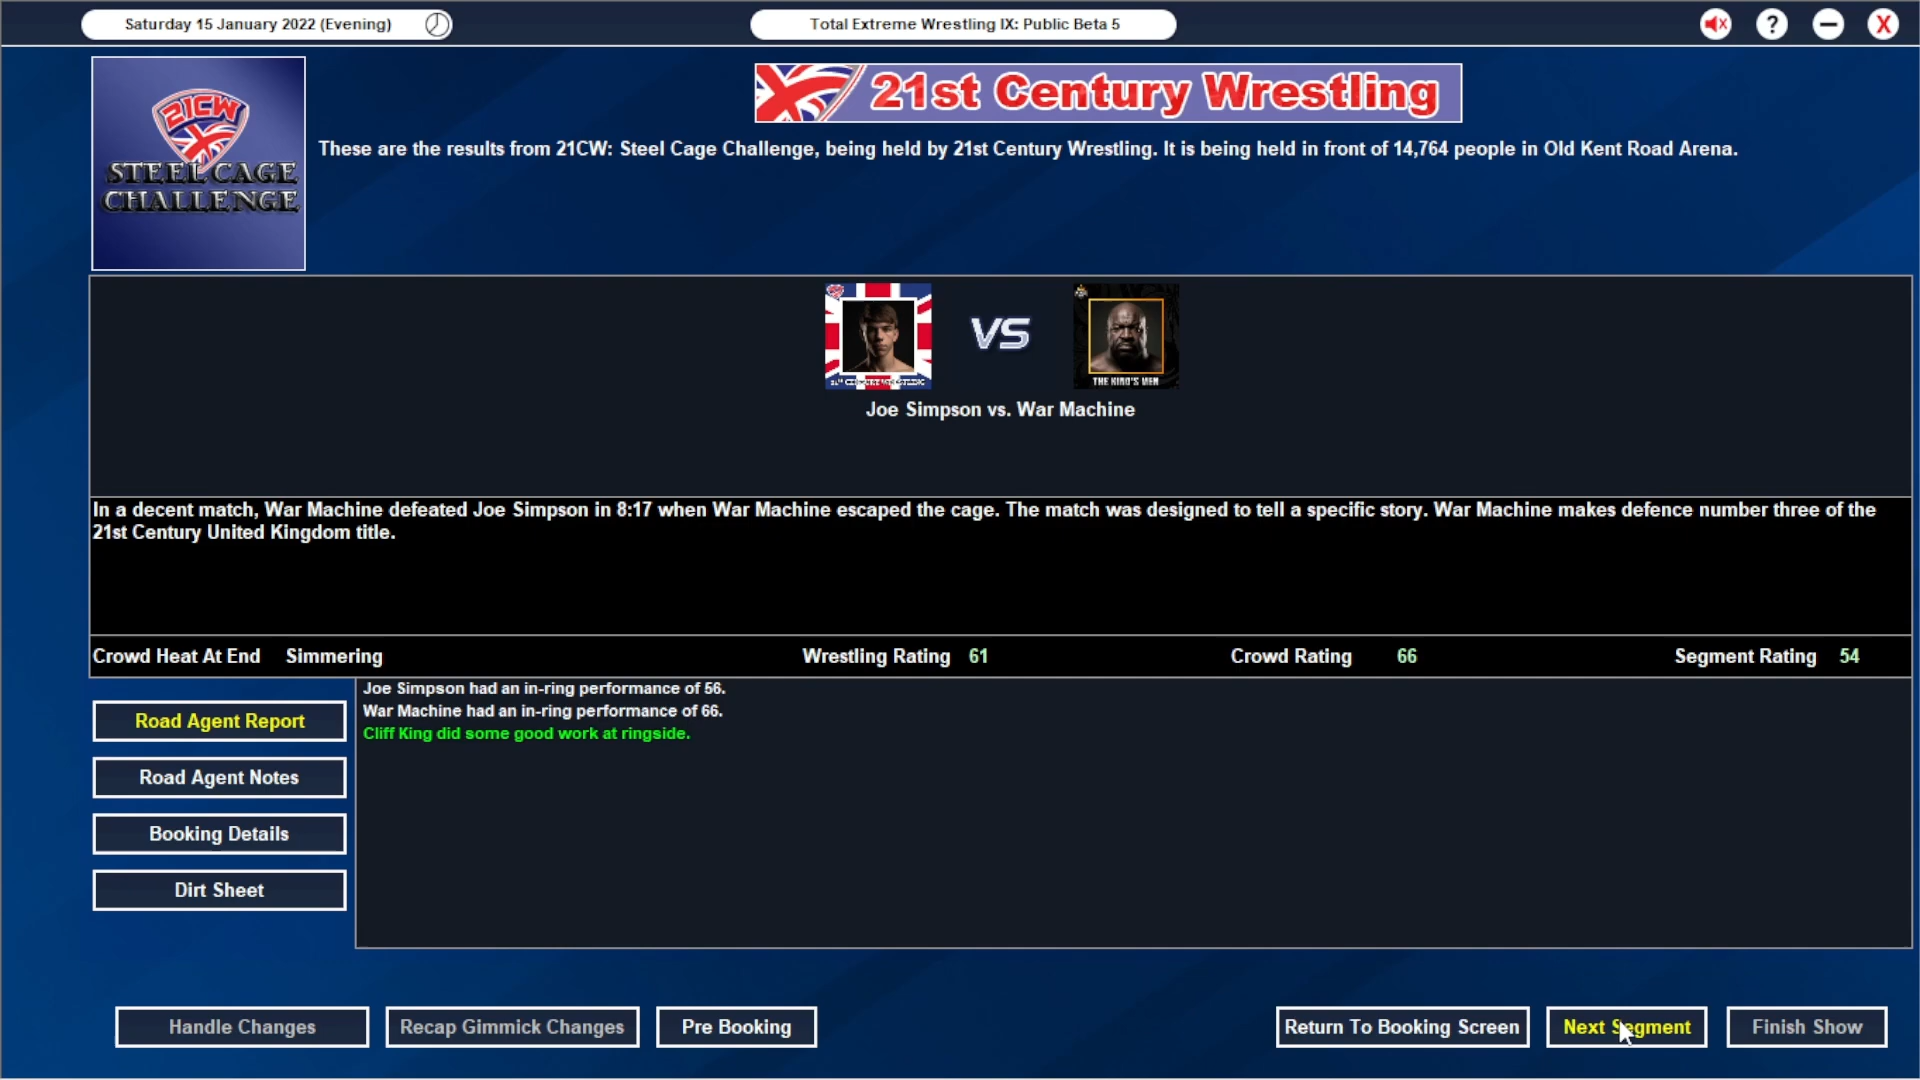 Saturday 15 January 2022 (Evening)
Total Extreme Wrestling IX: Public Beta 5
?
X
21CW
STEEL CAGE
CHALLENGE
21st Century Wrestling
These are the results from 21CW: Steel Cage Challenge, being held by 21st Century Wrestling. It is being held in front of 14,764 people in Old Kent Road Arena.
21ST CENTURY WRESTLING
VS
THE KING'S MEN
Joe Simpson vs. War Machine
In a decent match, War Machine defeated Joe Simpson in 8:17 when War Machine escaped the cage. The match was designed to tell a specific story. War Machine makes defence number three of the
21st Century United Kingdom title.
Crowd Heat At End Simmering Wrestling Rating 61 Crowd Rating 66 Segment Rating 54
Joe Simpson had an in-ring performance of 56.
War Machine had an in-ring performance of 66.
Cliff King did some good work at ringside.
Road Agent Report
Road Agent Notes
Booking Details
Dirt Sheet
Handle Changes Recap Gimmick Changes Pre Booking Return To Booking Screen Next Segment Finish Show